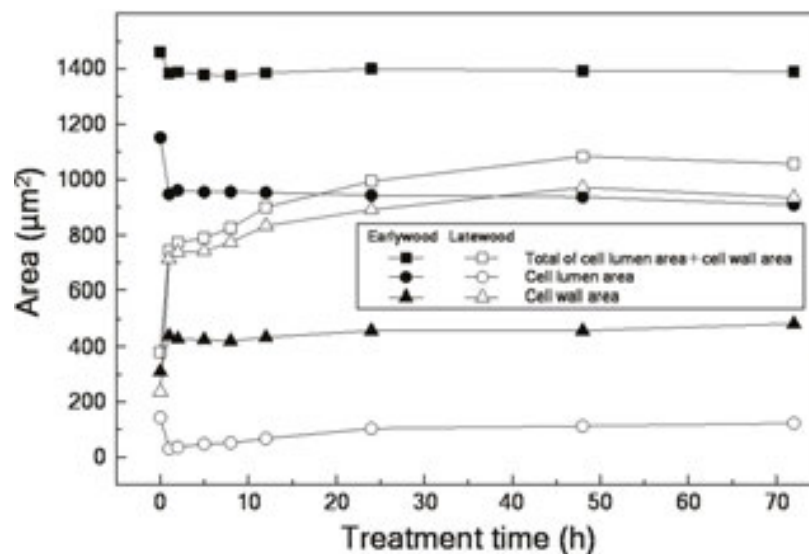 1400
1200
1000
800
600
400
200
0
Area (μm²)
Earlywood Latewood
Total of cell lumen area + cell wall area
Cell lumen area
Cell wall area
0 10 20 30 40 50 60 70
Treatment time (h)